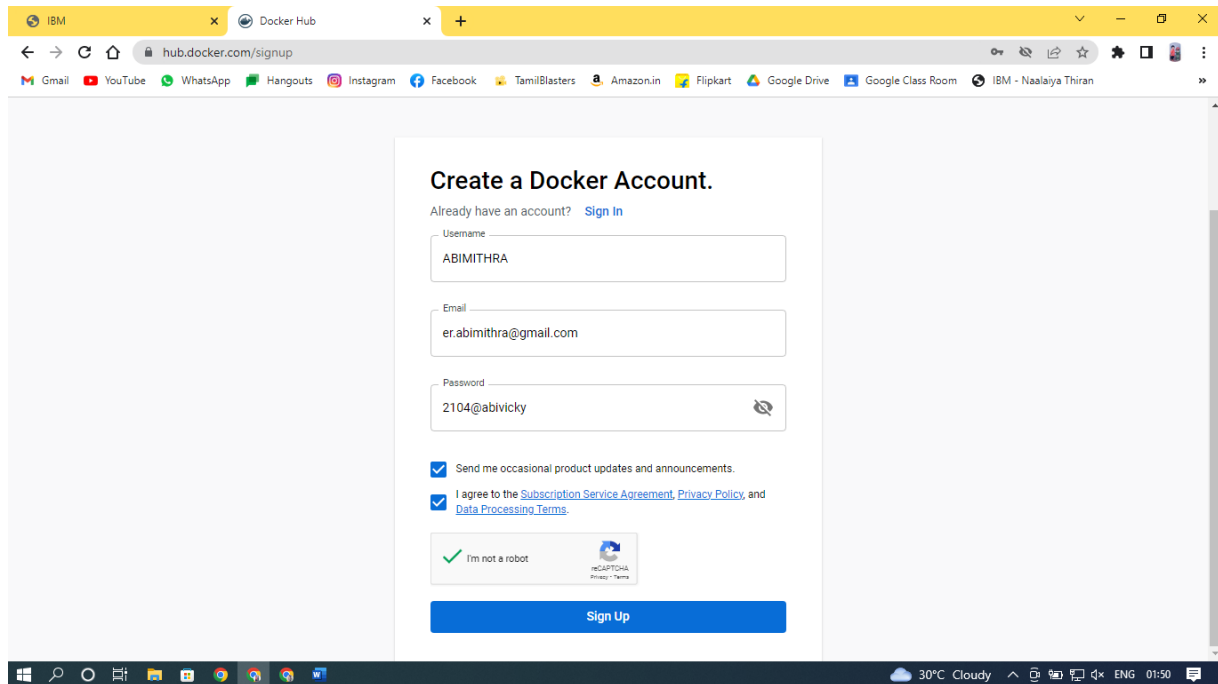 IBM
Docker Hub
hub.docker.com/signup
Gmail YouTube WhatsApp Hangouts Instagram Facebook TamilBlasters Amazon.in Flipkart Google Drive Google Class Room IBM - Naalaiya Thiran »
Create a Docker Account.
Already have an account? Sign In
Username
ABIMITHRA
Email
er.abimithra@gmail.com
Password
2104@abivicky
Send me occasional product updates and announcements.
I agree to the Subscription Service Agreement, Privacy Policy, and
Data Processing Terms.
I'm not a robot
reCAPTCHA
Privacy - Terms
Sign Up
30°C Cloudy ENG 01:50